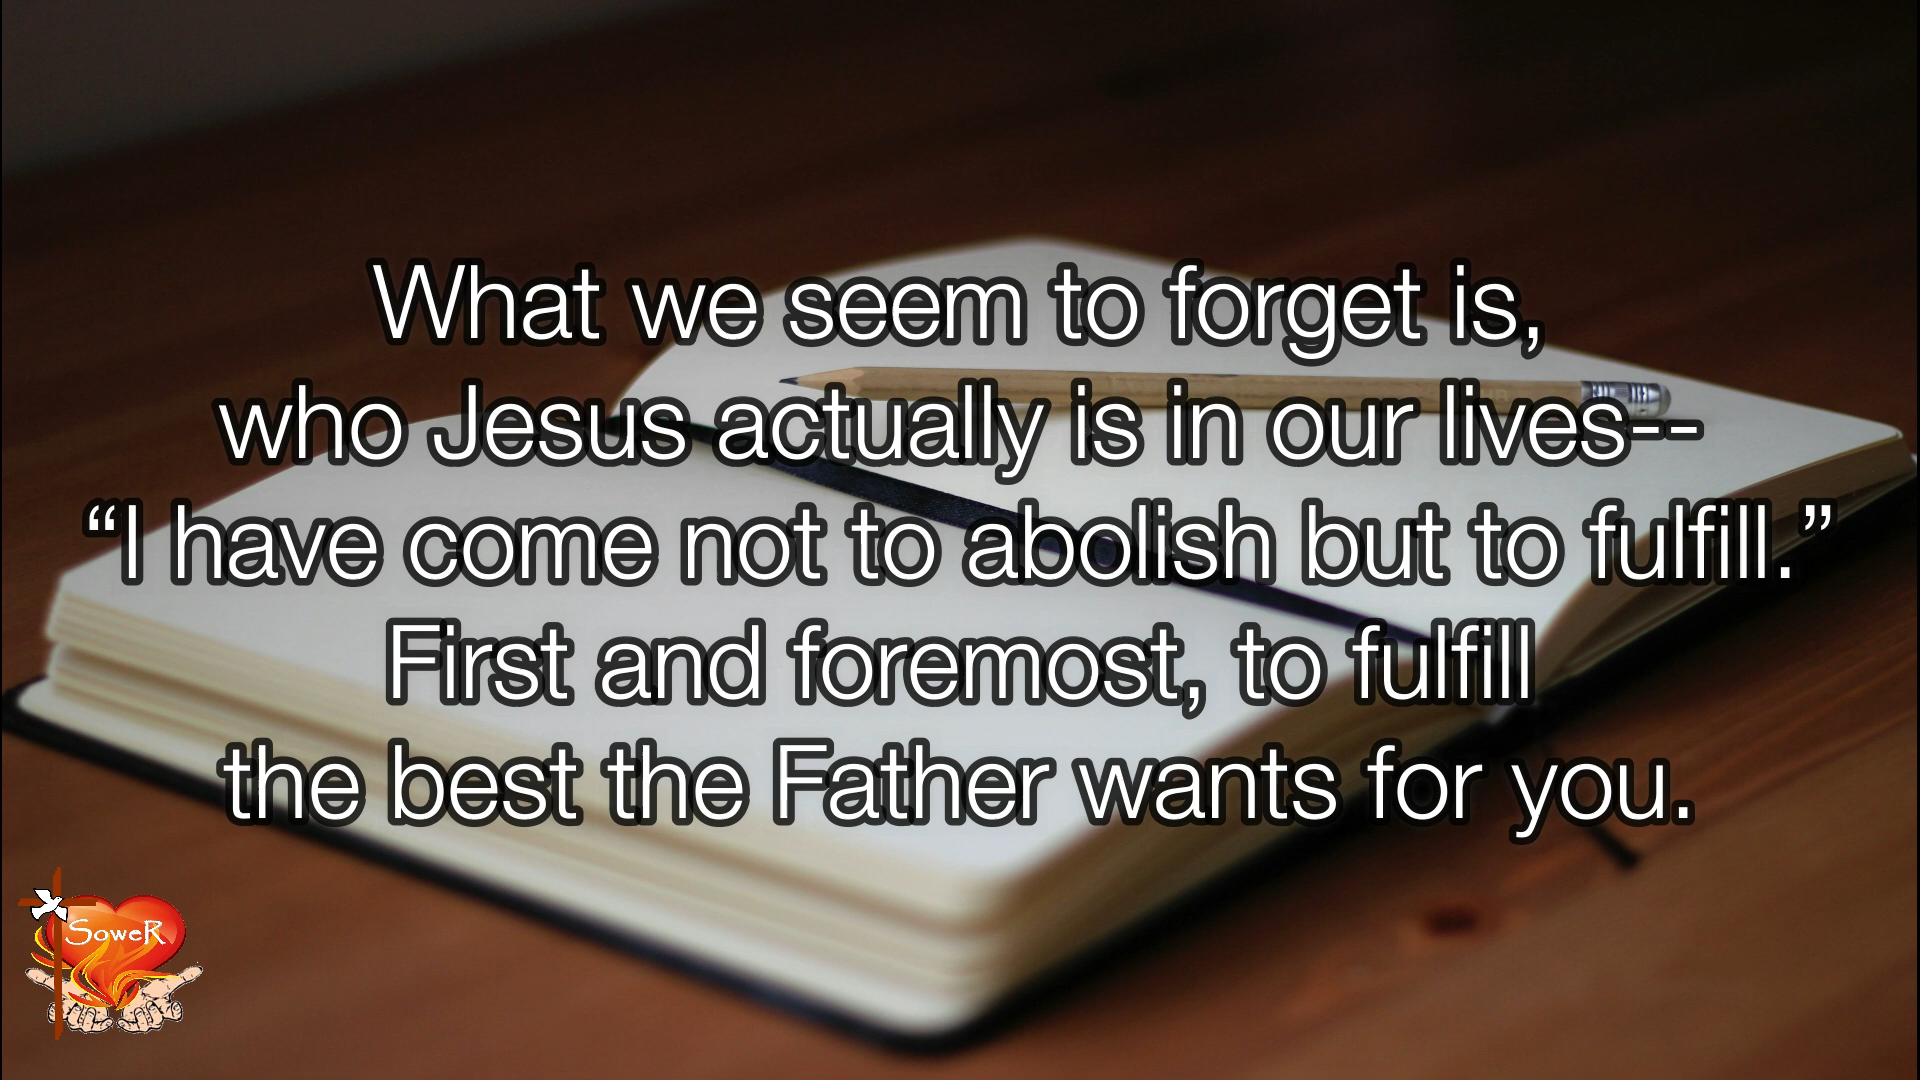 What we seem to forget is,
who Jesus actually is in our lives--
“I have come not to abolish but to fulfill.”
First and foremost, to fulfill
the best the Father wants for you.
SoweR